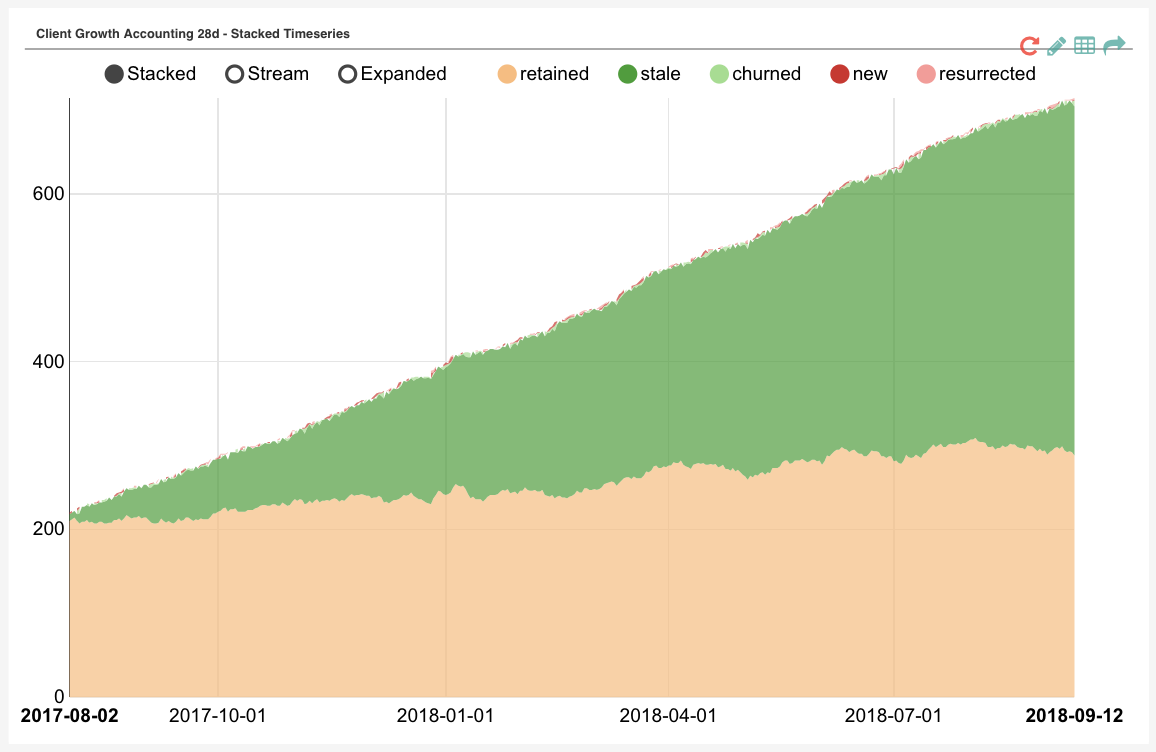 Client Growth Accounting 28d - Stacked Timeseries
Stacked Stream Expanded retained stale churned new resurrected
600
400
200
0
2017-08-02 2017-10-01 2018-01-01 2018-04-01 2018-07-01 2018-09-12